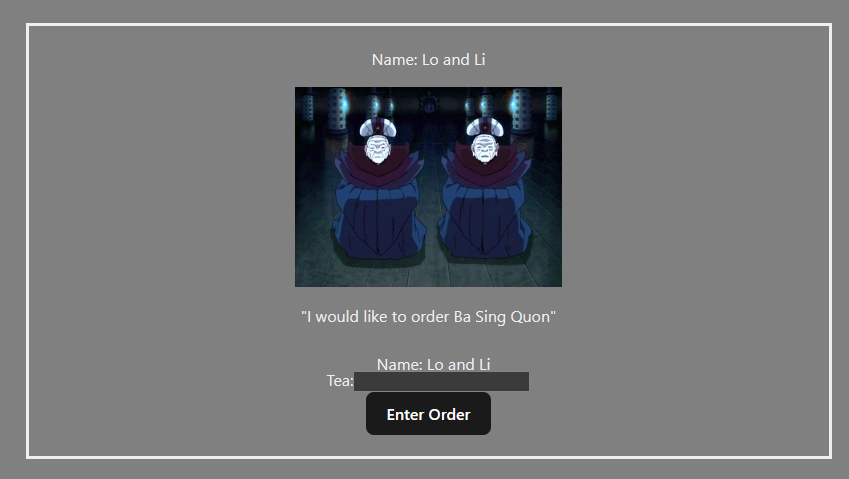 Name: Lo and Li
"I would like to order Ba Sing Quon"
Name: Lo and Li
Tea:
Enter Order